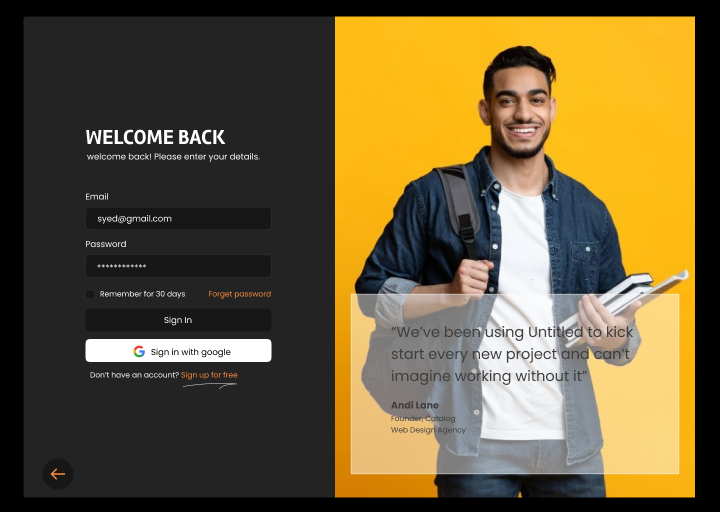 WELCOME BACK
welcome back! Please enter your details.
Email
syed@gmail.com
Password
************
Remember for 30 days
Forget password
Sign In
Sign in with google
Don't have an account? Sign up for free
“We’ve been using Untitled to kick
start every new project and can’t
imagine working without it”
Andi Lane
Founder, Catalog
Web Design Agency